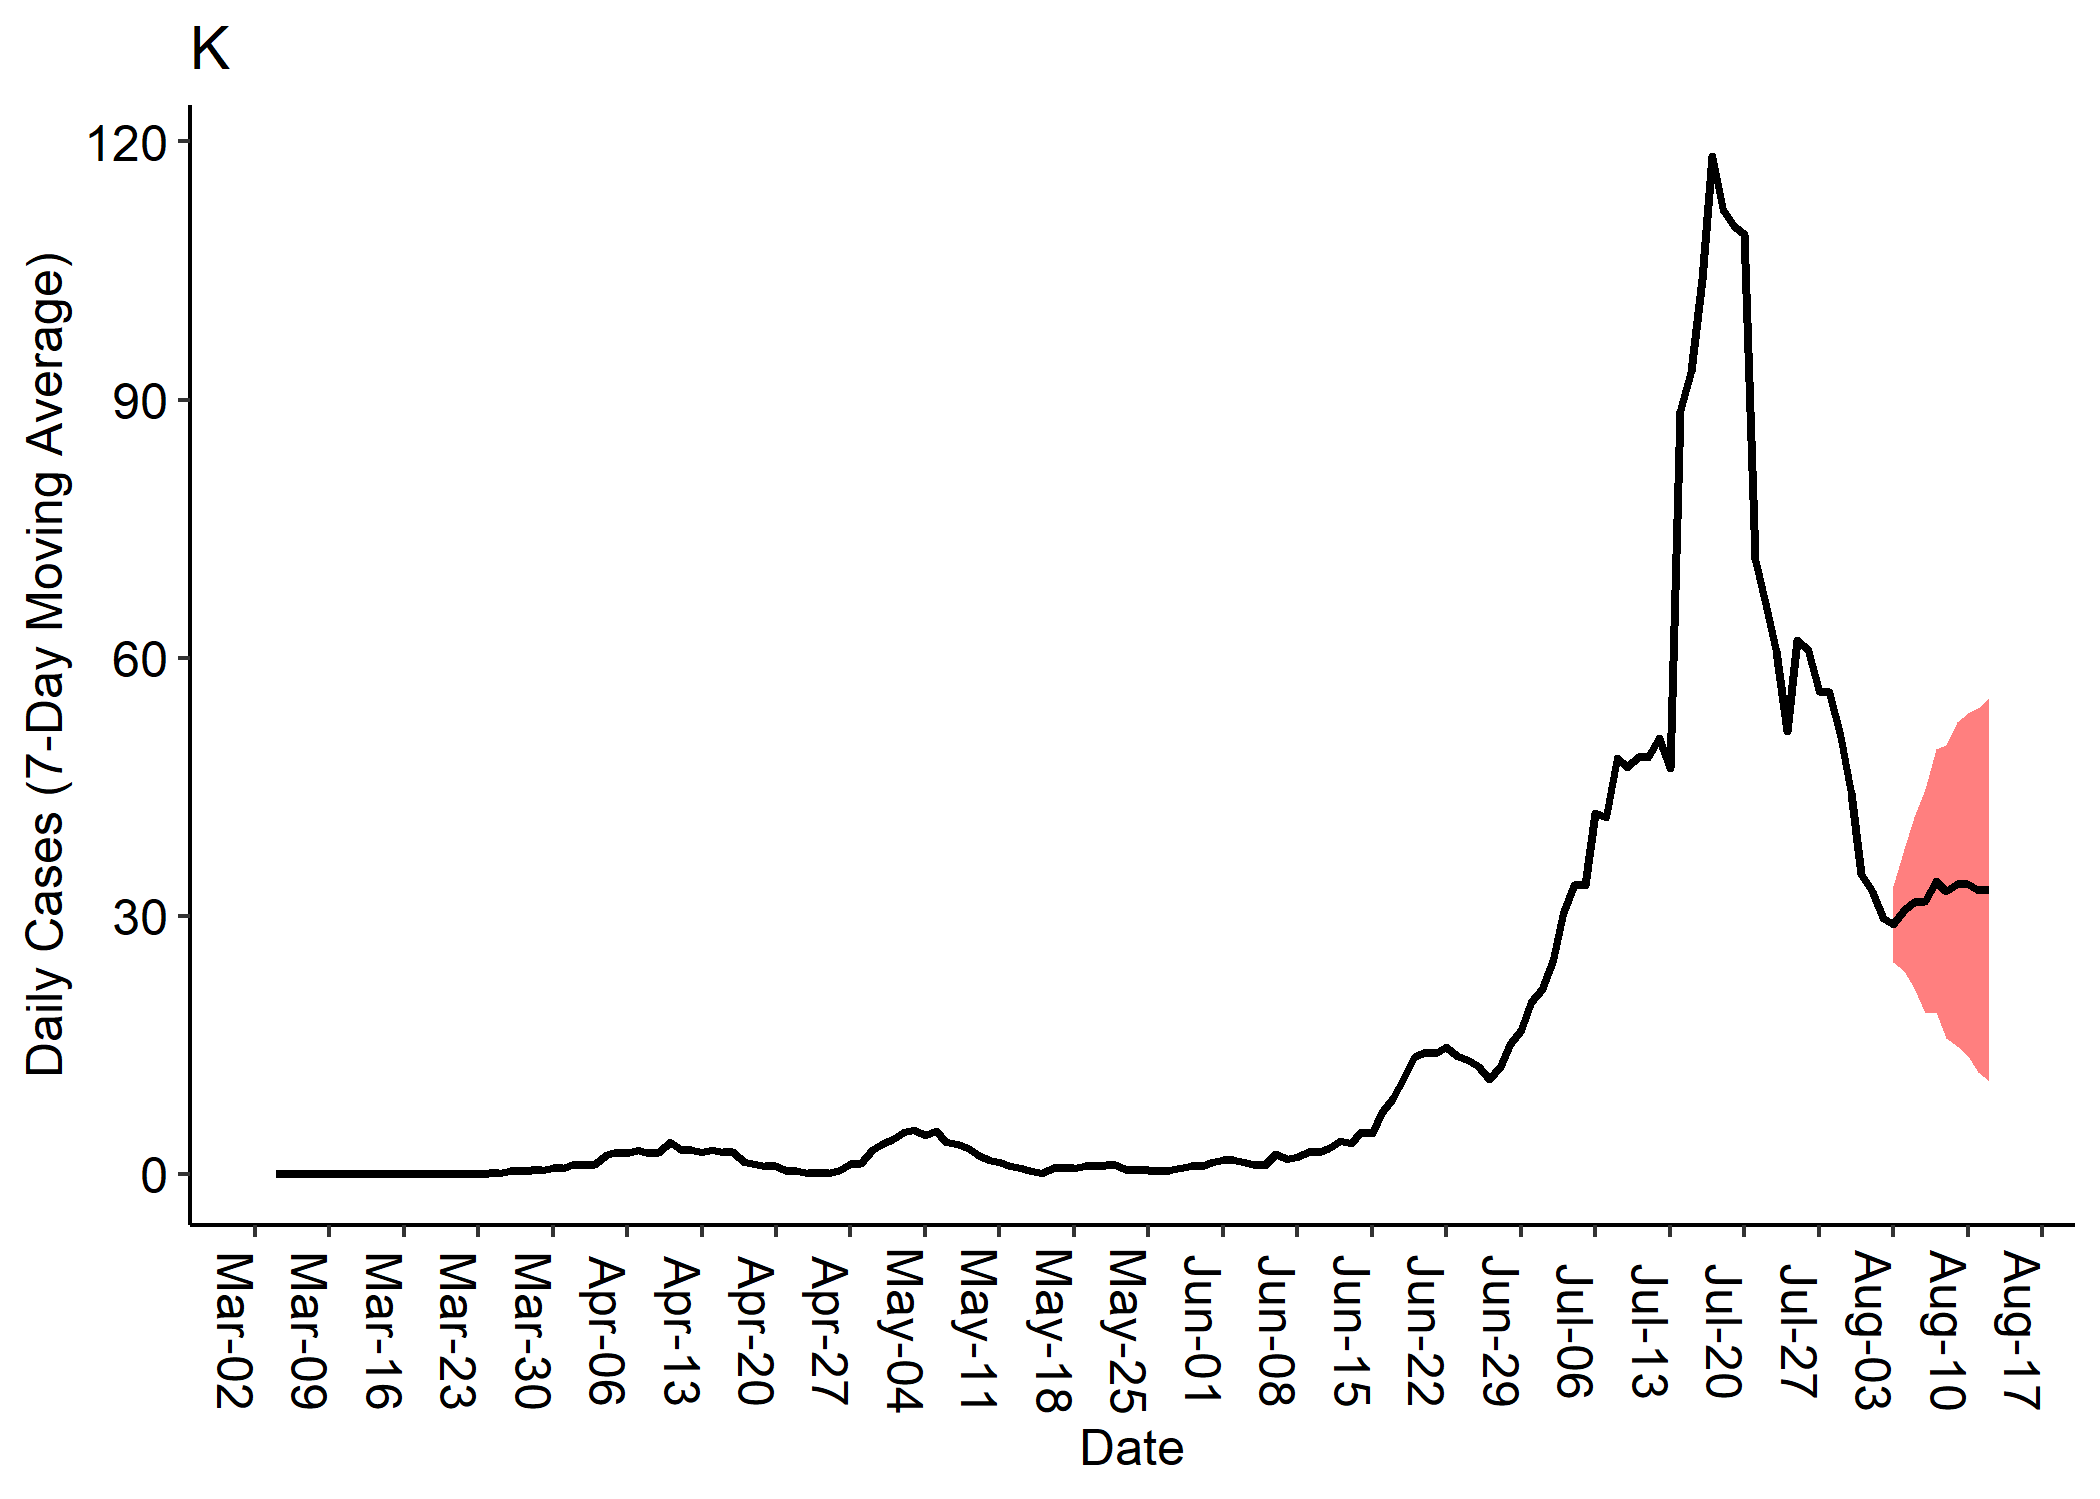 K
Daily Cases (7-Day Moving Average)
120
90
60
30
0
Mar-02
Mar-09
Mar-16
Mar-23
Mar-30
Apr-06
Apr-13
Apr-20
Apr-27
May-04
May-11
May-18
May-25
Jun-01
Jun-08
Jun-15
Jun-22
Jun-29
Jul-06
Jul-13
Jul-20
Jul-27
Aug-03
Aug-10
Aug-17
Date